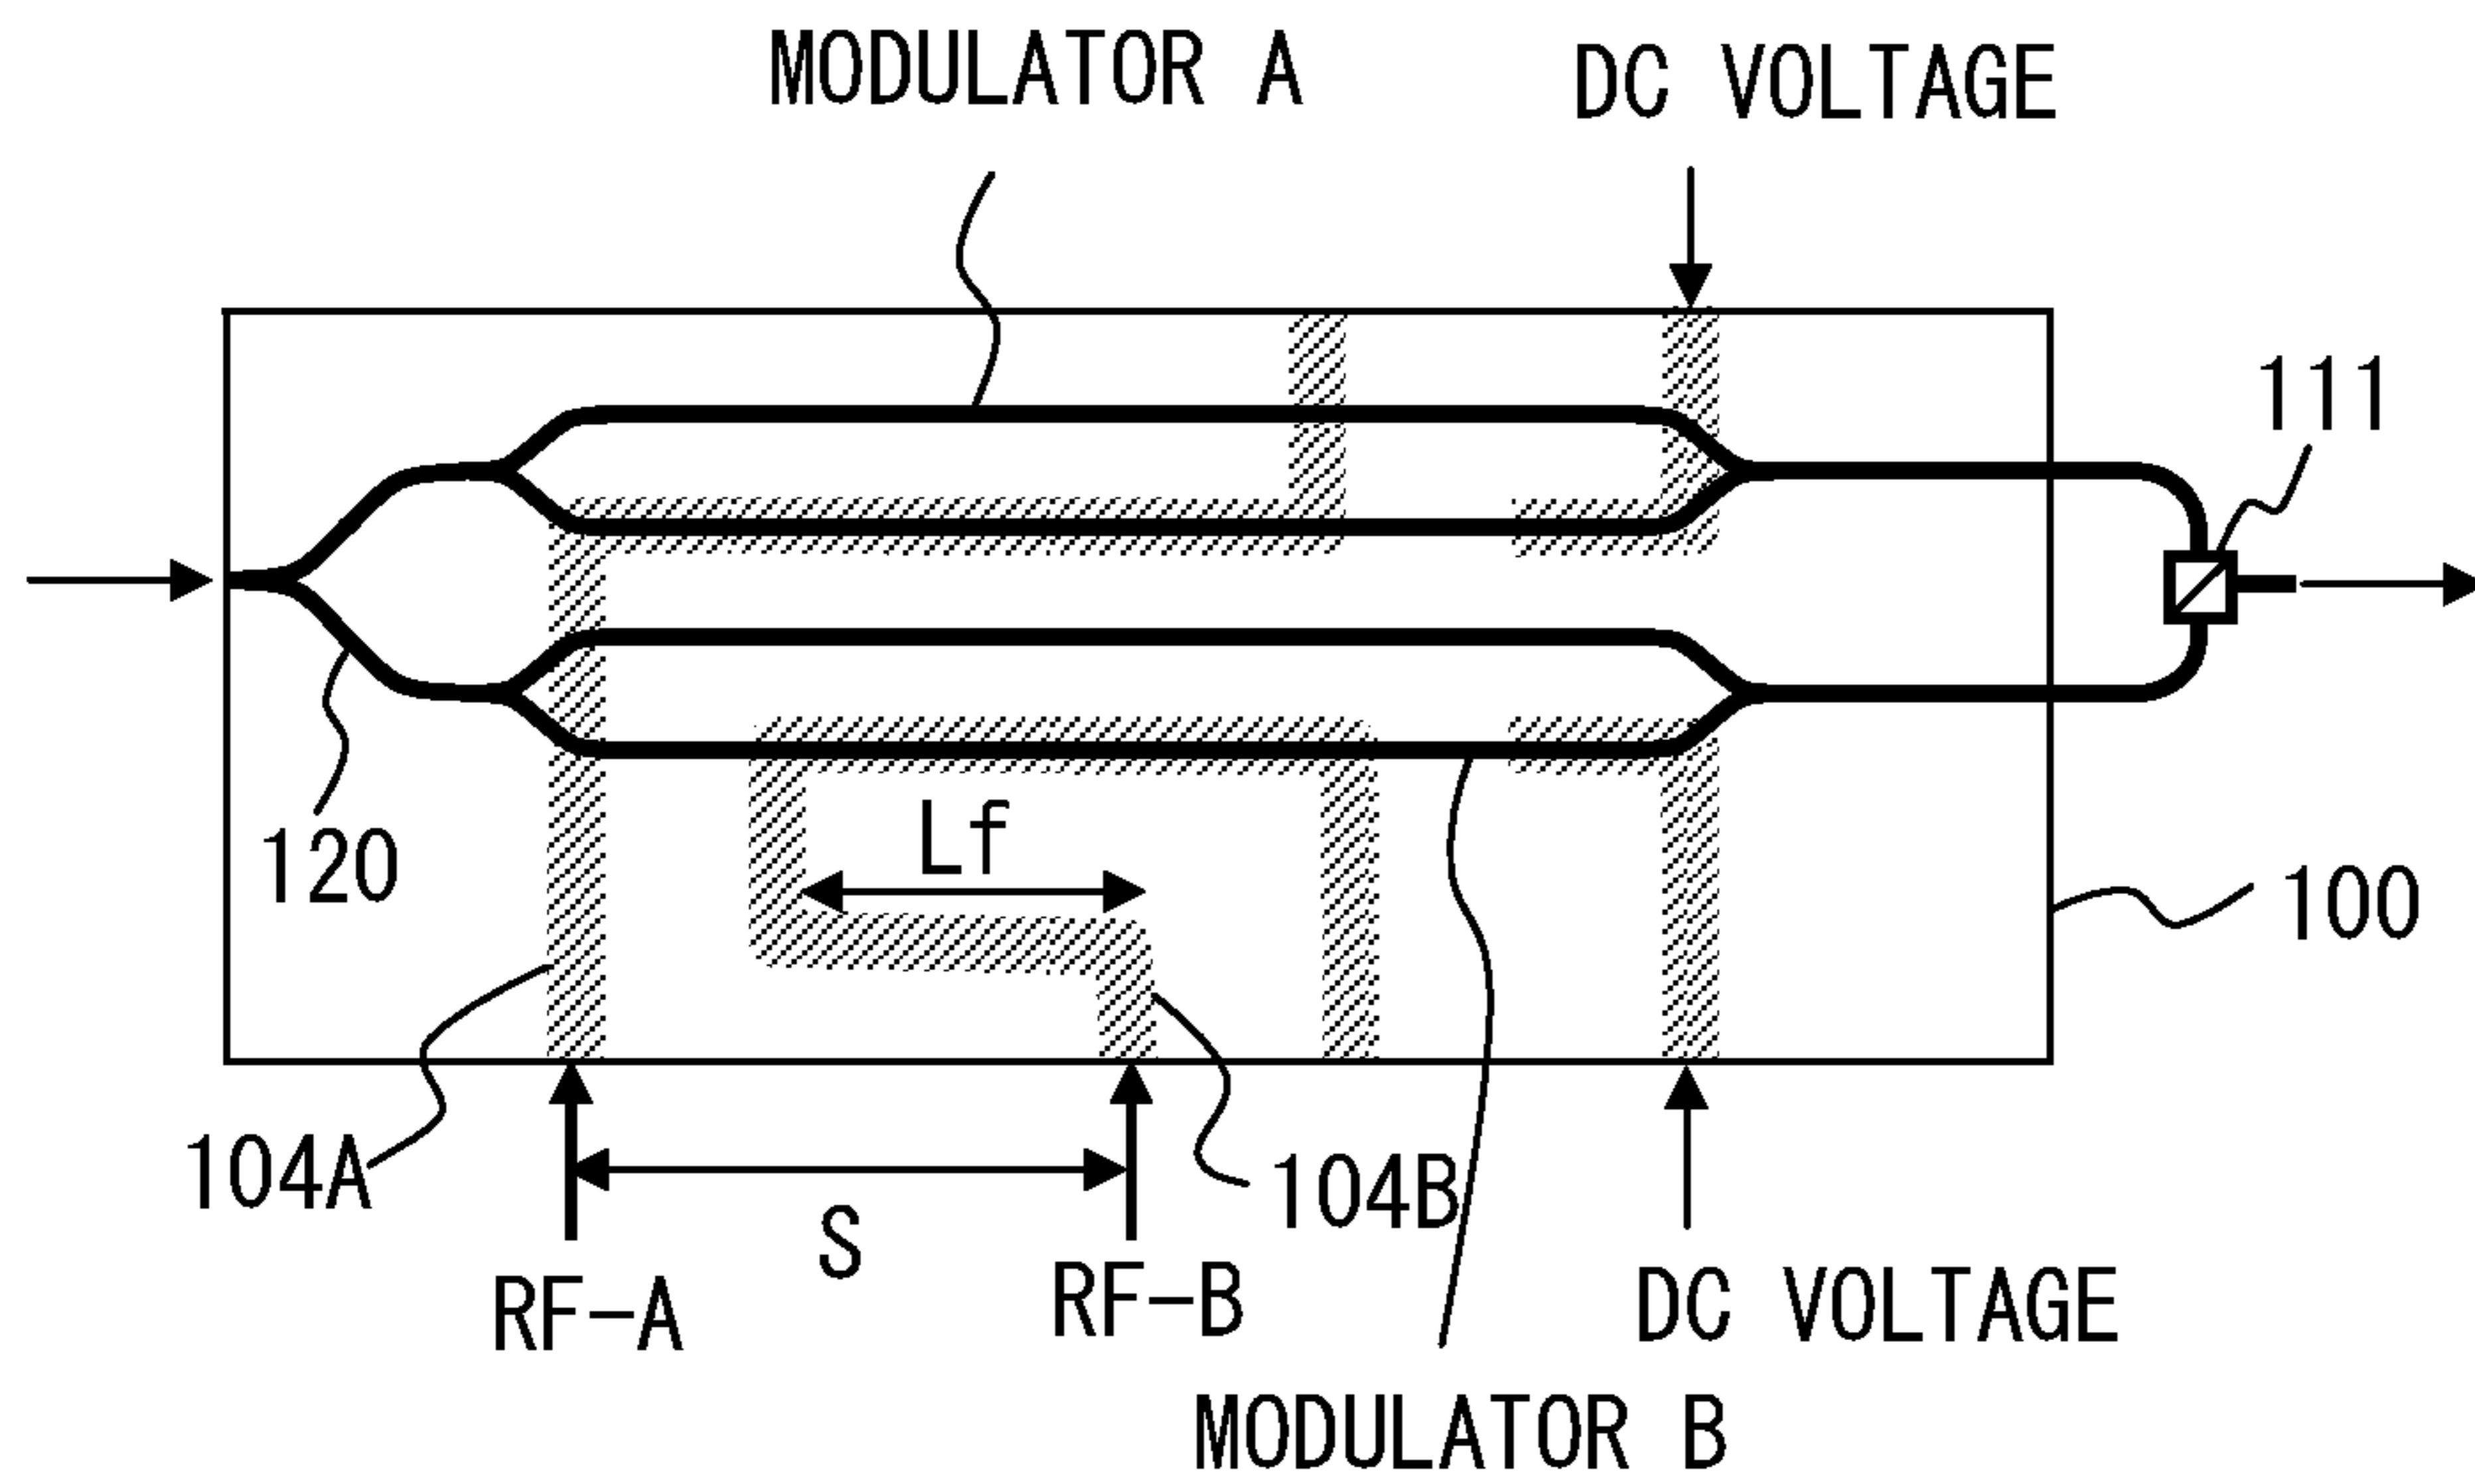 MODULATOR A
DC VOLTAGE
111
120
Lf
100
104A
104B
S
RF-A
RF-B
DC VOLTAGE
MODULATOR B